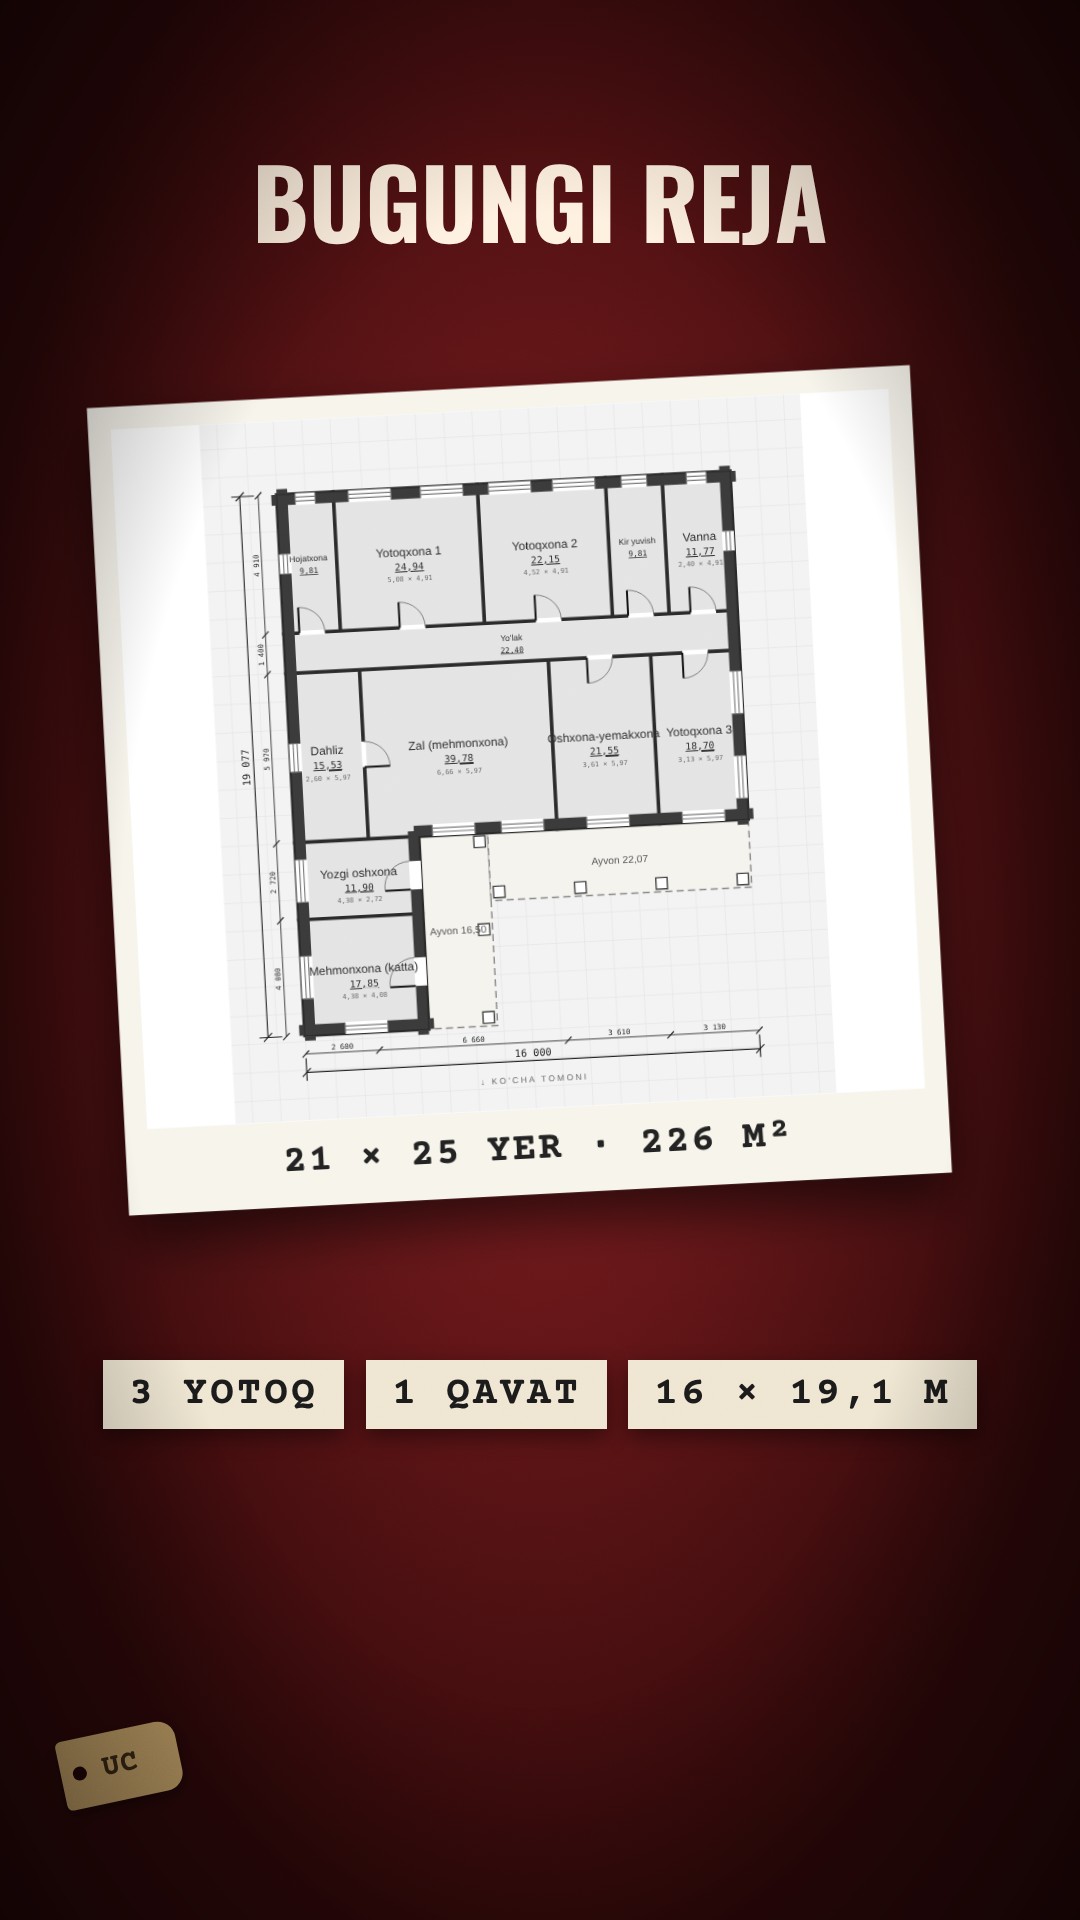 BUGUNGI REJA
Hojatxona
9,81
Yotoqxona 1
24,94
5,08 × 4,91
Yotoqxona 2
22,15
4,52 × 4,91
Kir yuvish
9,81
Vanna
11,77
2,40 × 4,91
Yo'lak
22,40
Dahliz
15,53
2,60 × 5,97
Zal (mehmonxona)
39,78
6,66 × 5,97
Oshxona-yemakxona
21,55
3,61 × 5,97
Yotoqxona 3
18,70
3,13 × 5,97
Yozgi oshxona
11,90
4,38 × 2,72
Mehmonxona (katta)
17,85
4,38 × 4,08
Ayvon 22,07
Ayvon 16,50
4 910
1 400
5 970
2 720
4 080
19 077
2 600
6 660
3 610
3 130
16 000
↓ KO'CHA TOMONI
21 × 25 YER · 226 M²
3 YOTOQ
1 QAVAT
16 × 19,1 M
UC